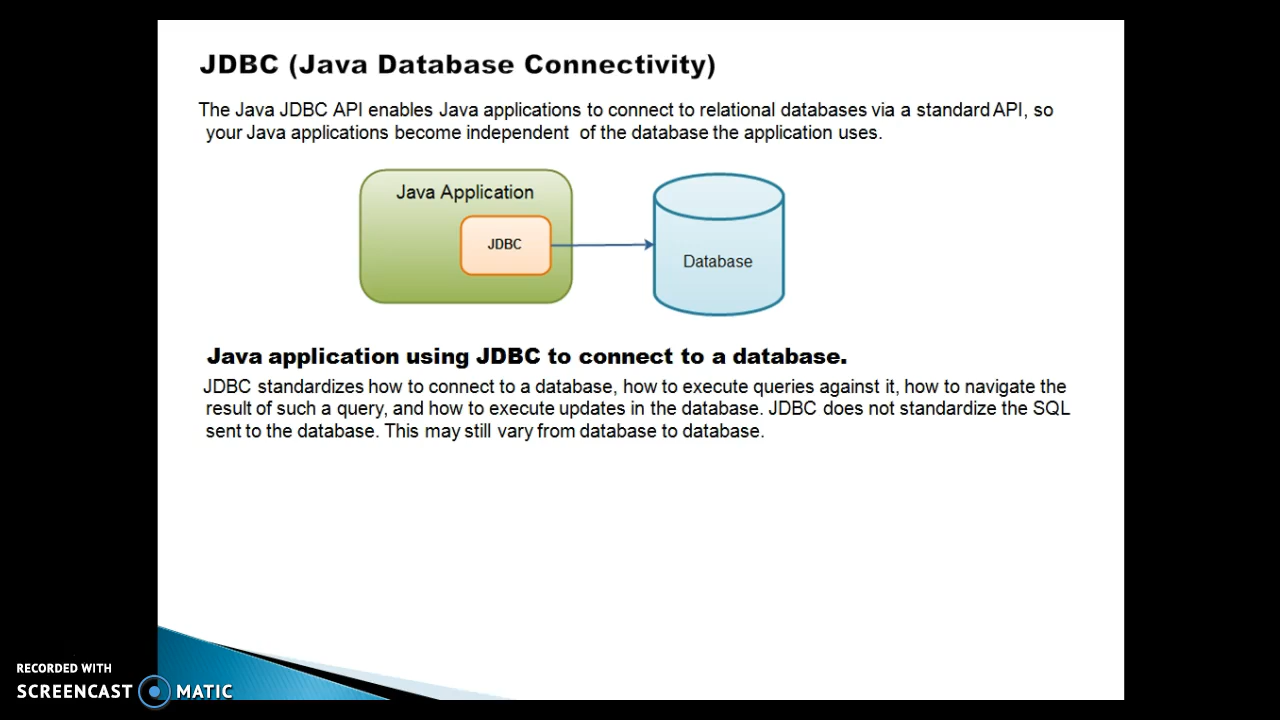 JDBC (Java Database Connectivity)
The Java JDBC API enables Java applications to connect to relational databases via a standard API, so
your Java applications become independent of the database the application uses.
Java Application
JDBC
Database
Java application using JDBC to connect to a database.
JDBC standardizes how to connect to a database, how to execute queries against it, how to navigate the
result of such a query, and how to execute updates in the database. JDBC does not standardize the SQL
sent to the database. This may still vary from database to database.
RECORDED WITH
SCREENCAST MATIC